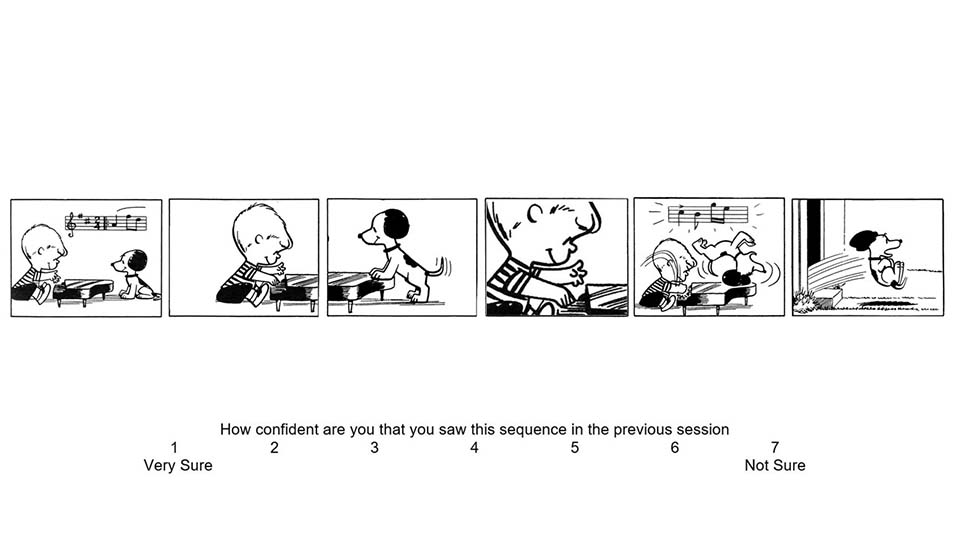 How confident are you that you saw this sequence in the previous session
1 2 3 4 5 6 7
Very Sure Not Sure